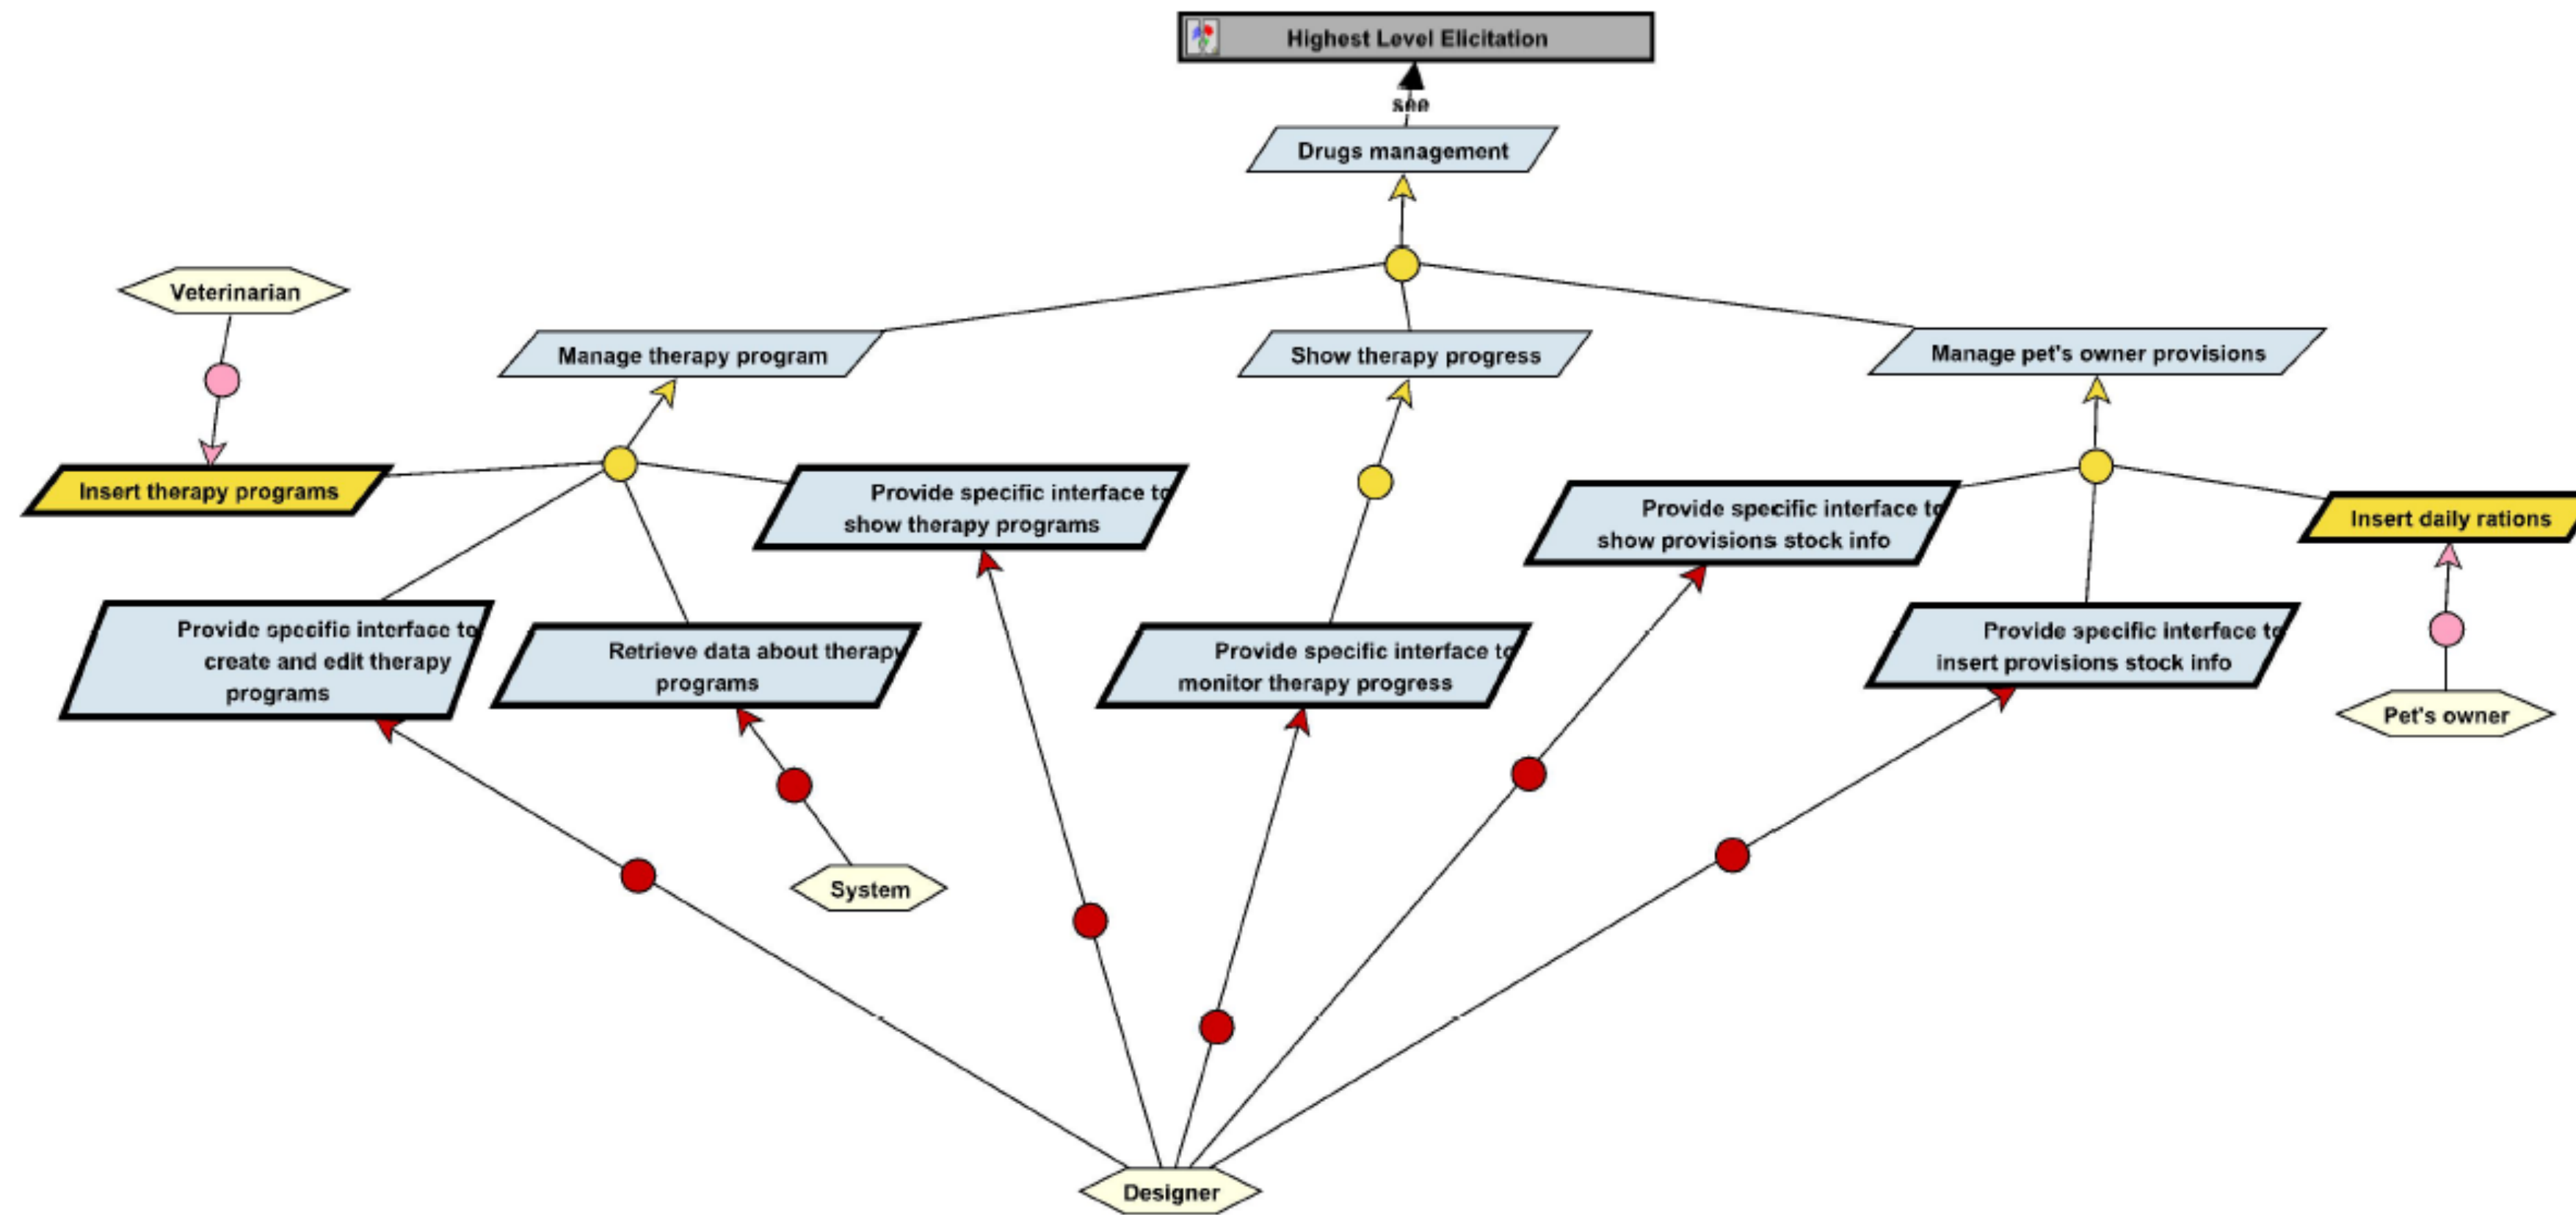 Highest Level Elicitation
see
Drugs management
Veterinarian
Manage therapy program
Show therapy progress
Manage pet's owner provisions
Insert therapy programs
Provide specific interface to
show therapy programs
Provide specific interface to
show provisions stock info
Insert daily rations
Provide specific interface to
create and edit therapy
programs
Retrieve data about therapy
programs
Provide specific interface to
monitor therapy progress
Provide specific interface to
insert provisions stock info
Pet's owner
System
Designer